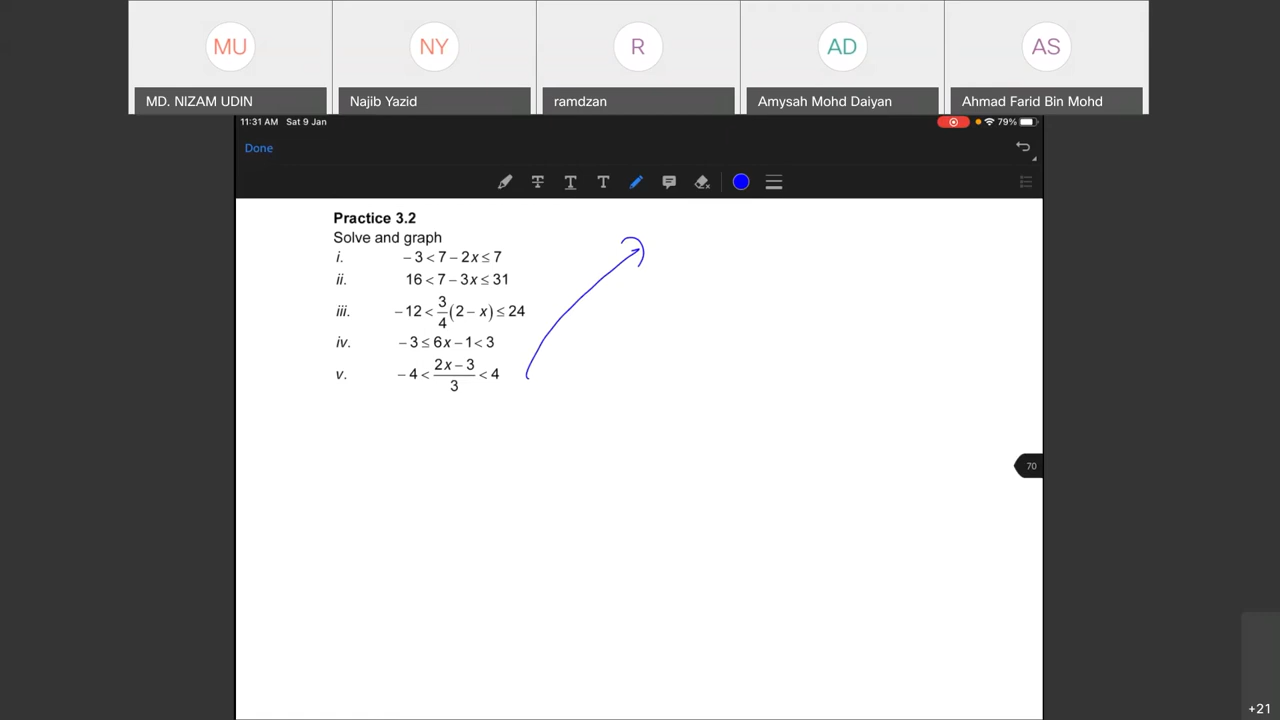 MU NY R AD AS
MD. NIZAM UDIN Najib Yazid ramdzan Amysah Mohd Daiyan Ahmad Farid Bin Mohd
11:31 AM Sat 9 Jan 79%
Done
T T T
Practice 3.2
Solve and graph
i. − 3 < 7 − 2x ≤ 7
ii. 16 < 7 − 3x ≤ 31
iii. − 12 < 3/4 (2 − x) ≤ 24
iv. − 3 ≤ 6x − 1 < 3
v. − 4 < (2x − 3)/3 < 4
70
+21